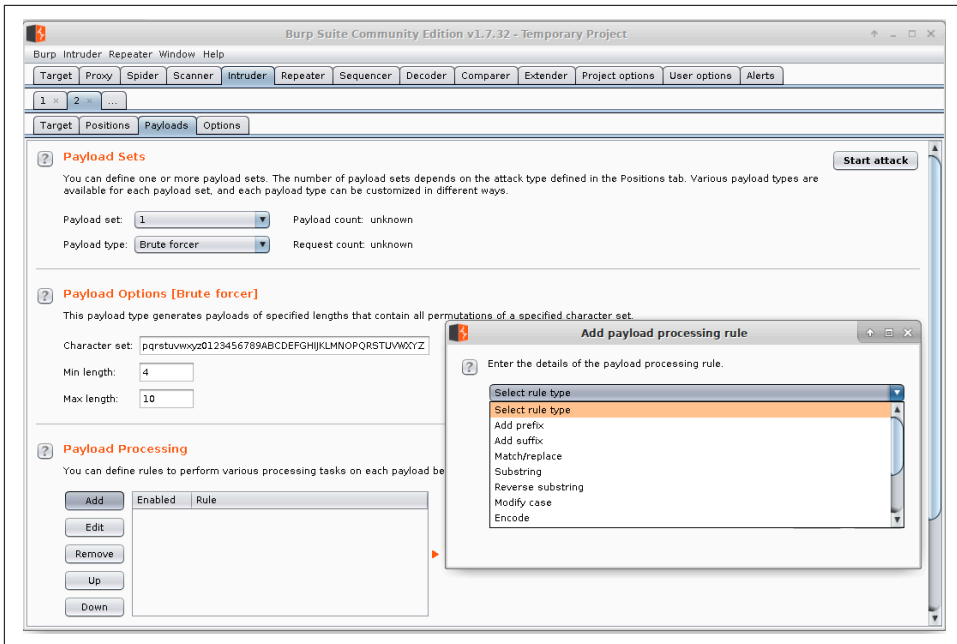 Burp Suite Community Edition v1.7.32 - Temporary Project
Burp Intruder Repeater Window Help
Target Proxy Spider Scanner Intruder Repeater Sequencer Decoder Comparer Extender Project options User options Alerts
1 × 2 × ...
Target Positions Payloads Options
? Payload Sets
Start attack
You can define one or more payload sets. The number of payload sets depends on the attack type defined in the Positions tab. Various payload types are
available for each payload set, and each payload type can be customized in different ways.
Payload set: 1 Payload count: unknown
Payload type: Brute forcer Request count: unknown
? Payload Options [Brute forcer]
This payload type generates payloads of specified lengths that contain all permutations of a specified character set.
Character set: pqrstuvwxyz0123456789ABCDEFGHIJKLMNOPQRSTUVWXYZ
Min length: 4
Max length: 10
? Payload Processing
You can define rules to perform various processing tasks on each payload be
Add Enabled Rule
Edit
Remove
Up
Down
Add payload processing rule
? Enter the details of the payload processing rule.
Select rule type
Select rule type
Add prefix
Add suffix
Match/replace
Substring
Reverse substring
Modify case
Encode